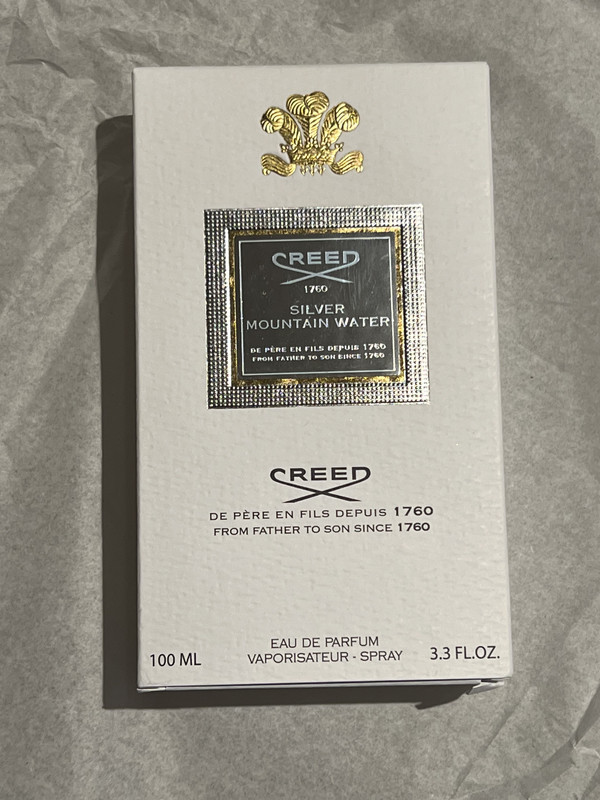 CREED
1760
SILVER
MOUNTAIN WATER
DE PÈRE EN FILS DEPUIS 1760
FROM FATHER TO SON SINCE 1760
CREED
DE PÈRE EN FILS DEPUIS 1760
FROM FATHER TO SON SINCE 1760
EAU DE PARFUM
100 ML VAPORISATEUR - SPRAY 3.3 FL.OZ.